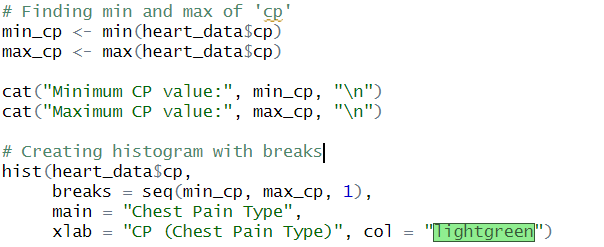 # Finding min and max of 'cp'
min_cp <- min(heart_data$cp)
max_cp <- max(heart_data$cp)
cat("Minimum CP value:", min_cp, "\n")
cat("Maximum CP value:", max_cp, "\n")
# Creating histogram with breaks
hist(heart_data$cp,
breaks = seq(min_cp, max_cp, 1),
main = "Chest Pain Type",
xlab = "CP (Chest Pain Type)", col = "lightgreen")